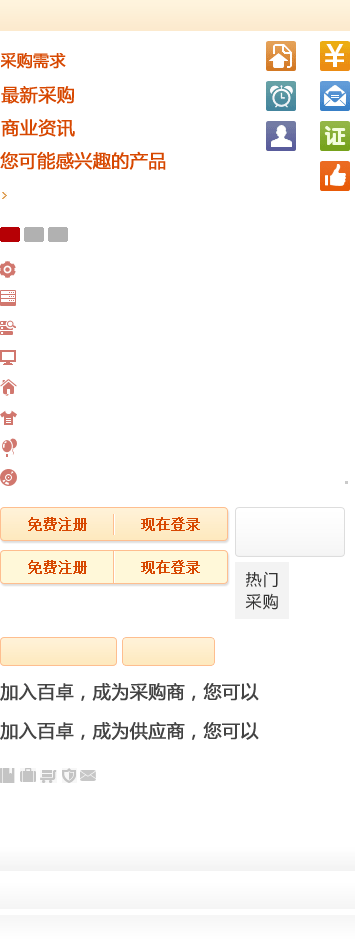 采购需求
最新采购
商业资讯
您可能感兴趣的产品
¥
证
免费注册 现在登录
免费注册 现在登录
热门
采购
加入百卓，成为采购商，您可以
加入百卓，成为供应商，您可以